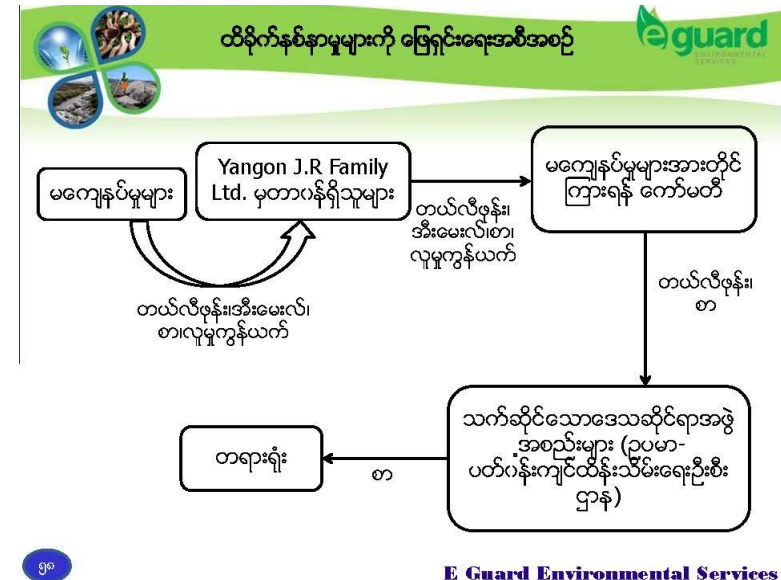 ထိခိုက်နစ်နာမှုများကို ဖြေရှင်းရေးအစီအစဉ်
eguard
ENVIRONMENTAL
SERVICES
မကျေနပ်မှုများ
Yangon J.R Family
Ltd. မှတာဝန်ရှိသူများ
တယ်လီဖုန်း၊
အီးမေးလ်၊စာ၊
လူမှုကွန်ယက်
မကျေနပ်မှုများအားတိုင်
ကြားရန် ကော်မတီ
တယ်လီဖုန်း၊အီးမေးလ်၊
စာ၊လူမှုကွန်ယက်
တယ်လီဖုန်း၊
စာ
သက်ဆိုင်သောဒေသဆိုင်ရာအဖွဲ
့အစည်းများ (ဥပမာ-
ပတ်ဝန်းကျင်ထိန်းသိမ်းရေးဦးစီး
ဌာန)
စာ
တရားရုံး
၅၈
E Guard Environmental Services